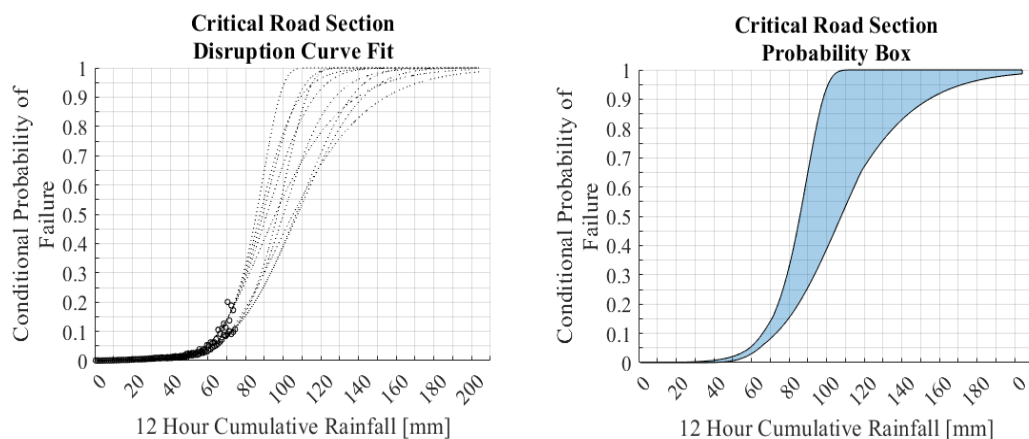 Critical Road Section
Disruption Curve Fit
Conditional Probability of
Failure
1
0.9
0.8
0.7
0.6
0.5
0.4
0.3
0.2
0.1
0
0 20 40 60 80 100 120 140 160 180 200
12 Hour Cumulative Rainfall [mm]
Critical Road Section
Probability Box
Conditional Probability of
Failure
1
0.9
0.8
0.7
0.6
0.5
0.4
0.3
0.2
0.1
0
0 20 40 60 80 100 120 140 160 180 0
12 Hour Cumulative Rainfall [mm]